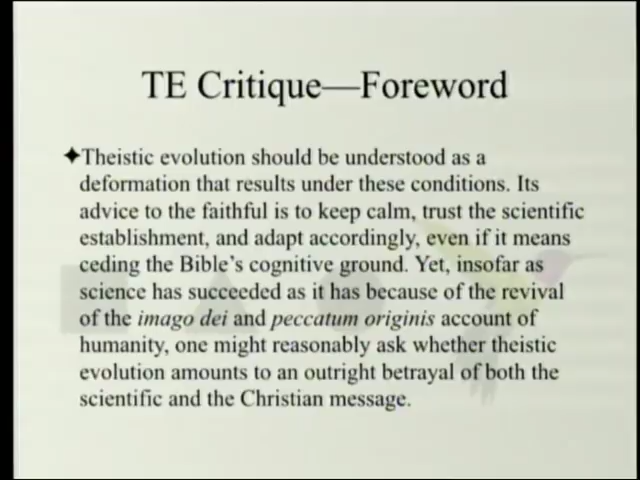 TE Critique—Foreword
✦Theistic evolution should be understood as a
deformation that results under these conditions. Its
advice to the faithful is to keep calm, trust the scientific
establishment, and adapt accordingly, even if it means
ceding the Bible's cognitive ground. Yet, insofar as
science has succeeded as it has because of the revival
of the imago dei and peccatum originis account of
humanity, one might reasonably ask whether theistic
evolution amounts to an outright betrayal of both the
scientific and the Christian message.